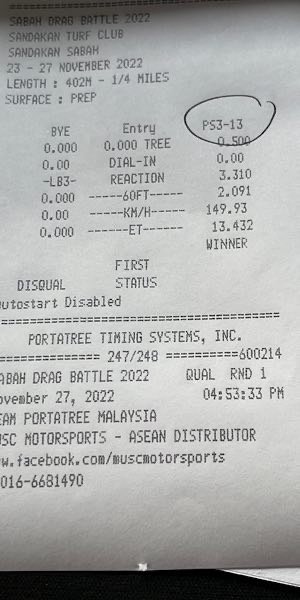 SABAH DRAG BATTLE 2022
SANDAKAN TURF CLUB
SANDAKAN SABAH
23 - 27 NOVEMBER 2022
LENGTH : 402M - 1/4 MILES
SURFACE : PREP
BYE Entry PS3-13
0.000 0.000 TREE 0.500
0.00 DIAL-IN 0.00
-LB3- REACTION 3.310
0.000 -----60FT----- 2.091
0.00 -----KM/H----- 149.93
0.000 ------ET------ 13.432
WINNER
FIRST
DISQUAL STATUS
utostart Disabled
========================================
PORTATREE TIMING SYSTEMS, INC.
============== 247/248 ==========600214
ABAH DRAG BATTLE 2022 QUAL RND 1
ovember 27, 2022 04:53:33 PM
EAM PORTATREE MALAYSIA
USC MOTORSPORTS - ASEAN DISTRIBUTOR
w.facebook.com/muscmotorsports
016-6681490